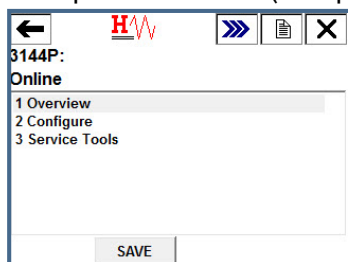 H
3144P:
Online
1 Overview
2 Configure
3 Service Tools
SAVE